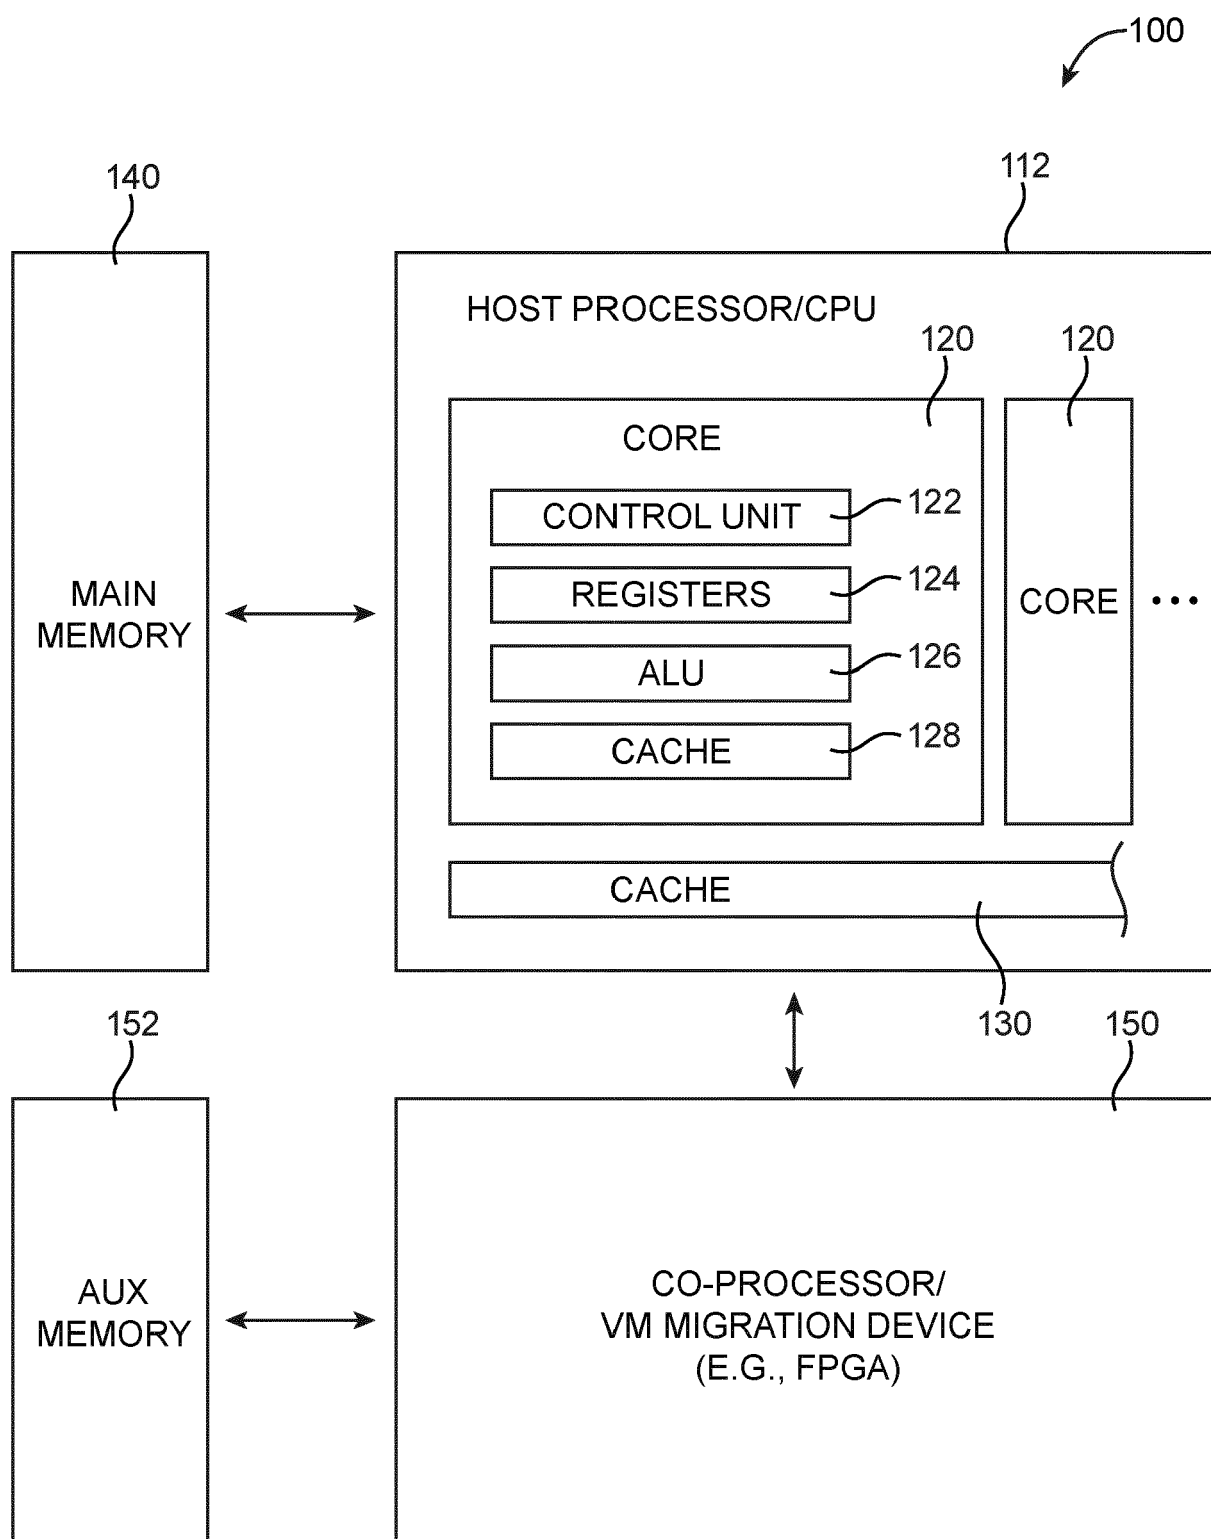 100
140
112
HOST PROCESSOR/CPU
120
120
CORE
CONTROL UNIT
122
REGISTERS
124
ALU
126
CACHE
128
CORE
...
MAIN
MEMORY
CACHE
130
152
150
AUX
MEMORY
CO-PROCESSOR/
VM MIGRATION DEVICE
(E.G., FPGA)